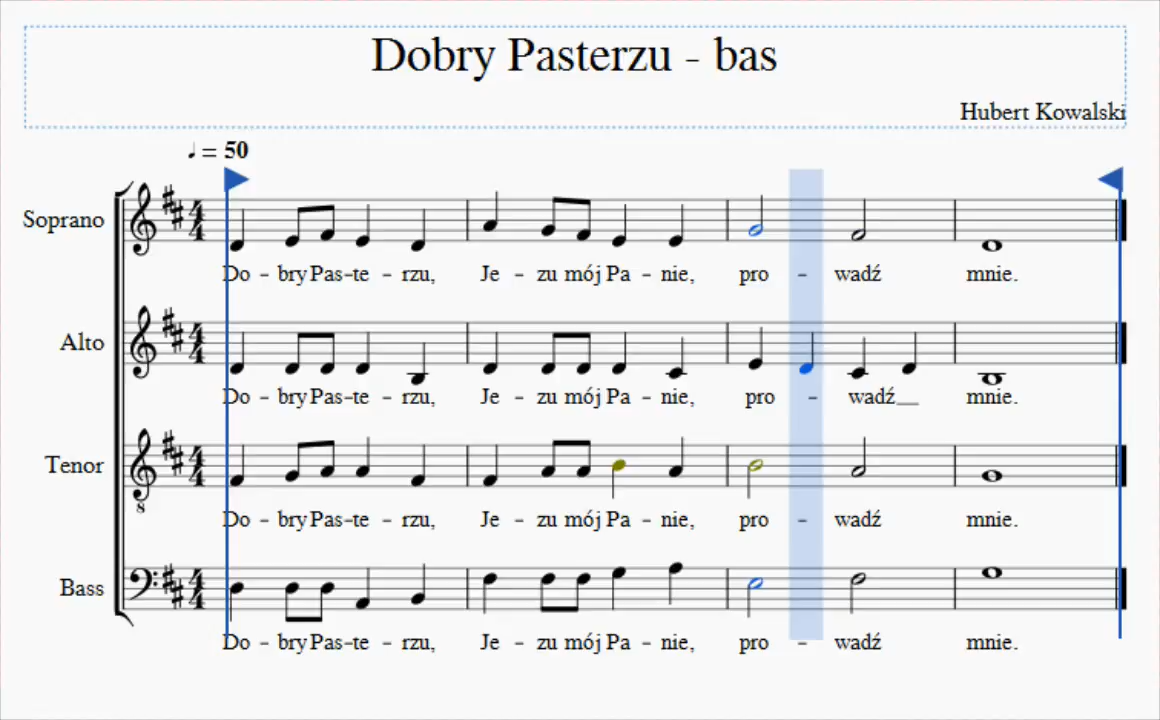 Dobry Pasterzu - bas
Hubert Kowalski
♩ = 50
Soprano
Do - bry Pas-te - rzu, Je - zu mój Pa - nie, pro - wadź mnie.
Alto
Do - bry Pas-te - rzu, Je - zu mój Pa - nie, pro - wadź__ mnie.
Tenor
8
Do - bry Pas-te - rzu, Je - zu mój Pa - nie, pro - wadź mnie.
Bass
Do - bry Pas-te - rzu, Je - zu mój Pa - nie, pro - wadź mnie.